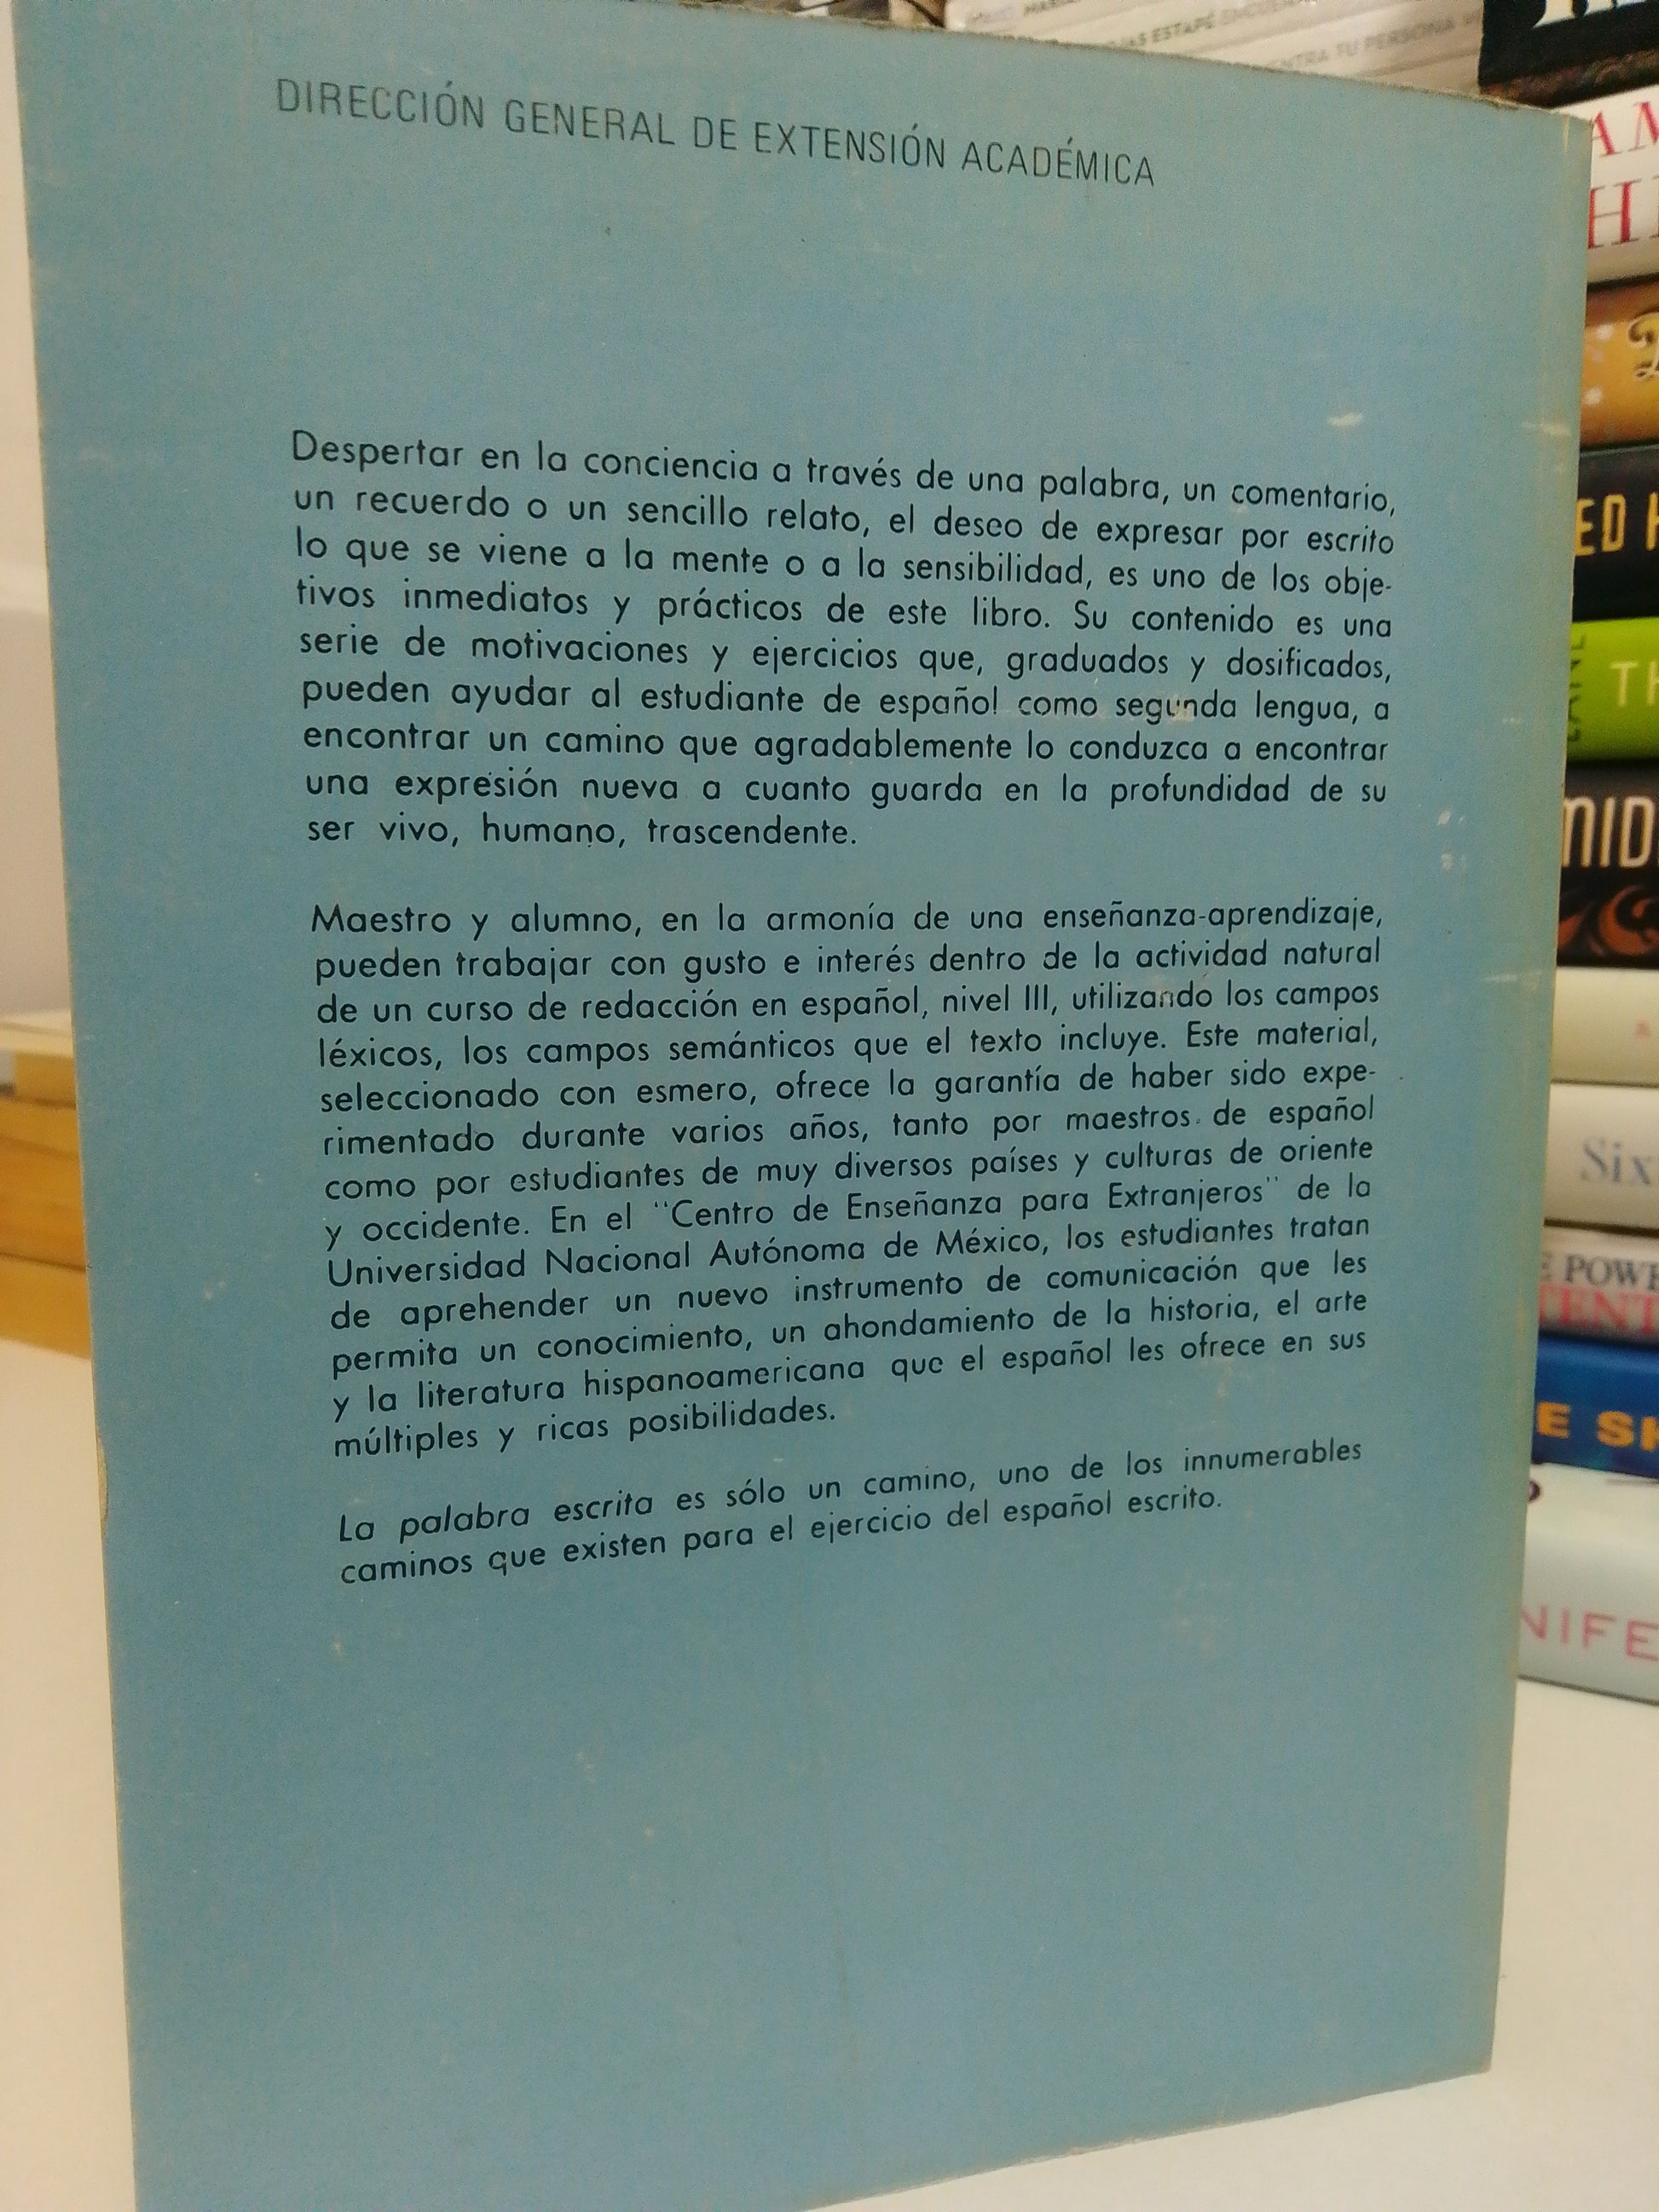 DIRECCIÓN GENERAL DE EXTENSIÓN ACADÉMICA
Despertar en la conciencia a través de una palabra, un comentario,
un recuerdo o un sencillo relato, el deseo de expresar por escrito
lo que se viene a la mente o a la sensibilidad, es uno de los obje-
tivos inmediatos y prácticos de este libro. Su contenido es una
serie de motivaciones y ejercicios que, graduados y dosificados,
pueden ayudar al estudiante de español como segunda lengua, a
encontrar un camino que agradablemente lo conduzca a encontrar
una expresión nueva a cuanto guarda en la profundidad de su
ser vivo, humano, trascendente.
Maestro y alumno, en la armonía de una enseñanza-aprendizaje,
pueden trabajar con gusto e interés dentro de la actividad natural
de un curso de redacción en español, nivel III, utilizando los campos
léxicos, los campos semánticos que el texto incluye. Este material,
seleccionado con esmero, ofrece la garantía de haber sido expe-
rimentado durante varios años, tanto por maestros de español
como por estudiantes de muy diversos países y culturas de oriente
y occidente. En el "Centro de Enseñanza para Extranjeros" de la
Universidad Nacional Autónoma de México, los estudiantes tratan
de aprehender un nuevo instrumento de comunicación que les
permita un conocimiento, un ahondamiento de la historia, el arte
y la literatura hispanoamericana que el español les ofrece en sus
múltiples y ricas posibilidades.
La palabra escrita es sólo un camino, uno de los innumerables
caminos que existen para el ejercicio del español escrito.
ESTAPÉ
TU PERSONA
ED H
TH
MID
Six
POWE
TENT
E SH
NIFE